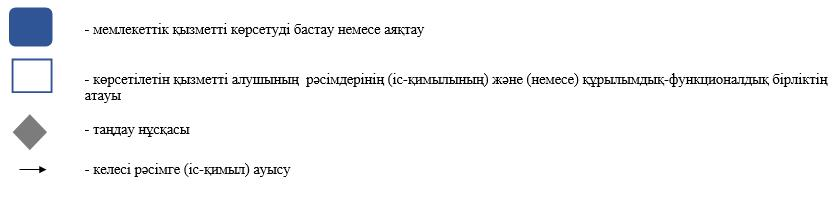 - мемлекеттік қызметті көрсетуді бастау немесе аяқтау
- көрсетілетін қызметті алушының рәсімдерінің (іс-қимылының) және (немесе) құрылымдық-функционалдық бірліктің
атауы
- таңдау нұсқасы
- келесі рәсімге (іс-қимыл) ауысу